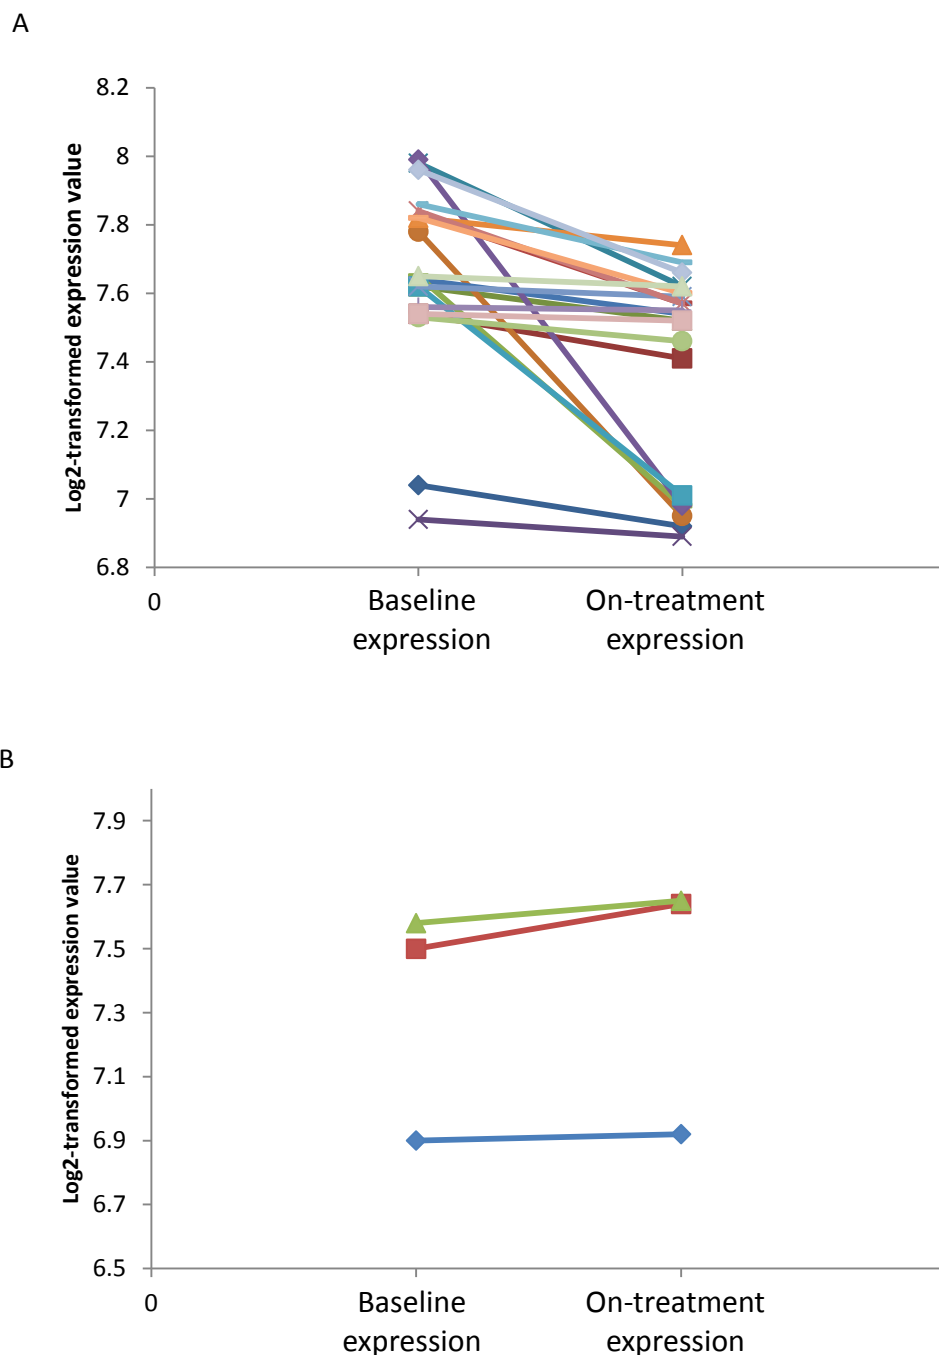 A
Log2-transformed expression value
8.2
8
7.8
7.6
7.4
7.2
7
6.8
0
Baseline
expression
On-treatment
expression
B
Log2-transformed expression value
7.9
7.7
7.5
7.3
7.1
6.9
6.7
6.5
0
Baseline
expression
On-treatment
expression